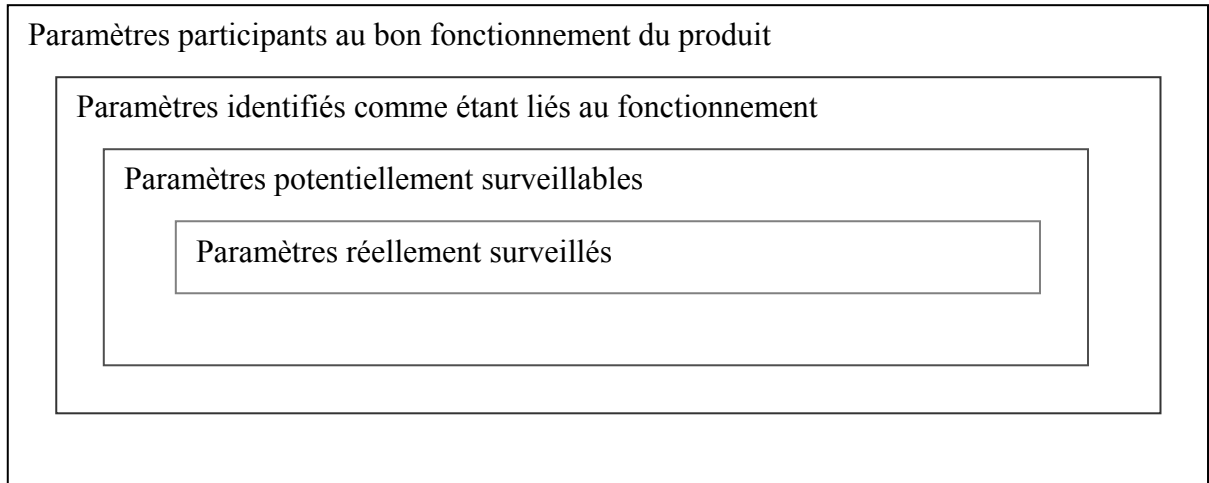 Paramètres participants au bon fonctionnement du produit
Paramètres identifiés comme étant liés au fonctionnement
Paramètres potentiellement surveillables
Paramètres réellement surveillés